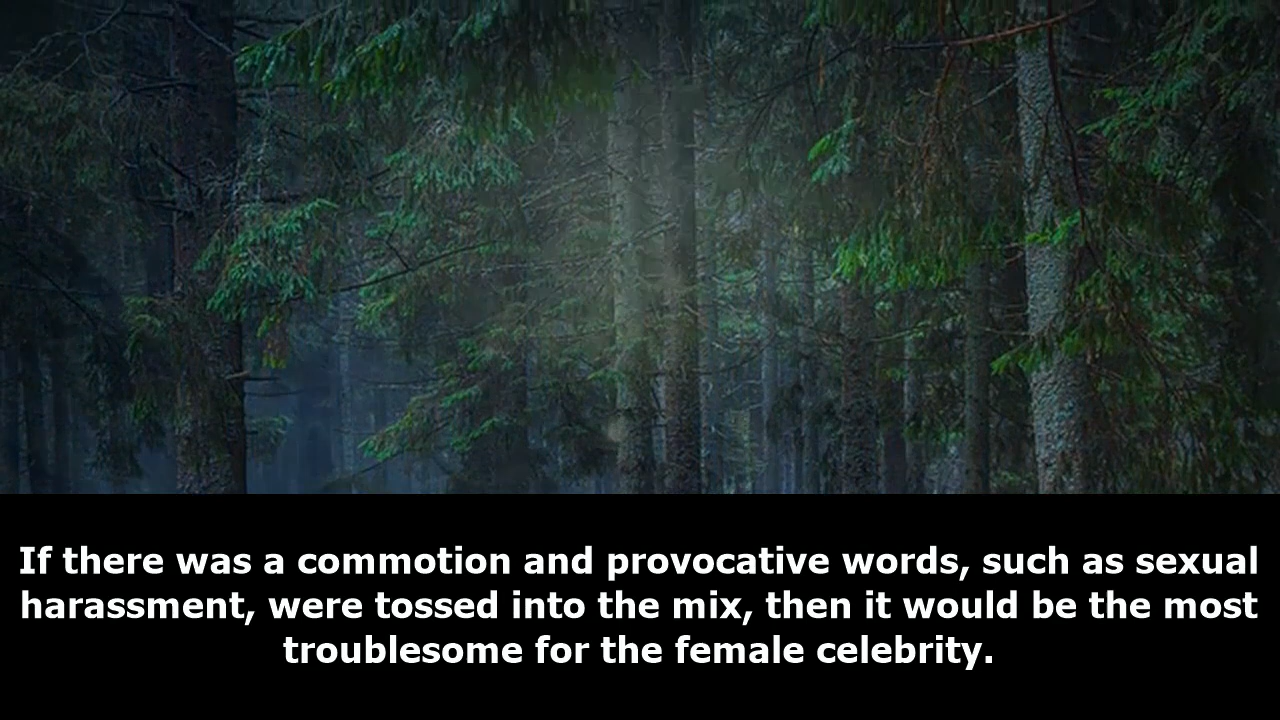 If there was a commotion and provocative words, such as sexual
harassment, were tossed into the mix, then it would be the most
troublesome for the female celebrity.